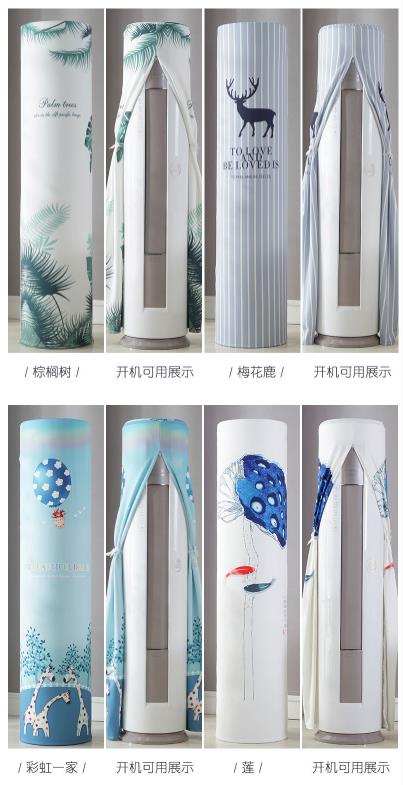 Palm trees
TO LOVE
AND
BE LOVED IS
/ 棕榈树 /
开机可用展示
/ 梅花鹿 /
开机可用展示
/ 彩虹一家 /
开机可用展示
/ 莲 /
开机可用展示